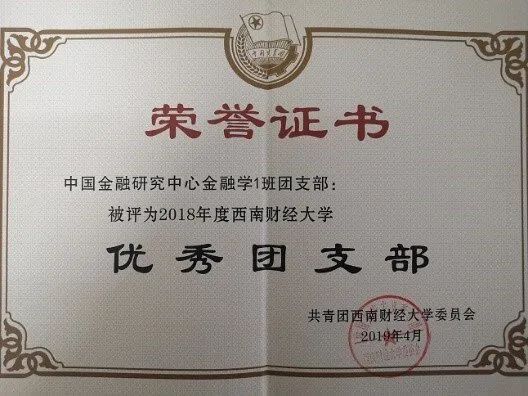 荣誉证书
中国金融研究中心金融学1班团支部：
被评为2018年度西南财经大学
优秀团支部
共青团西南财经大学委员会
2019年4月